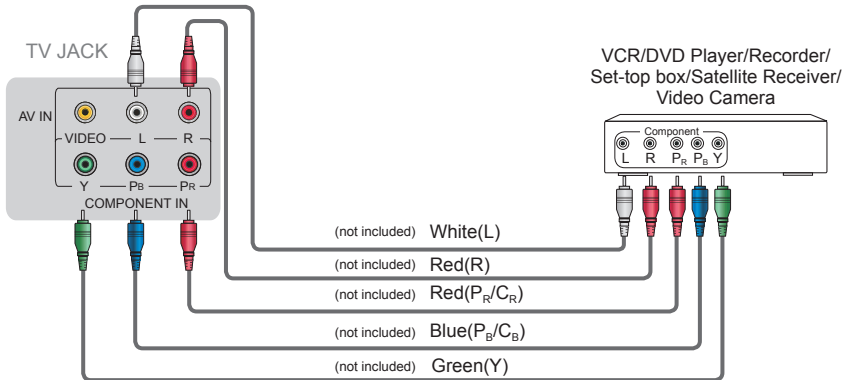 TV JACK
AV IN
VIDEO L R
Y PB PR
COMPONENT IN
VCR/DVD Player/Recorder/
Set-top box/Satellite Receiver/
Video Camera
Component
L R PR PB Y
(not included) White(L)
(not included) Red(R)
(not included) Red(PR/CR)
(not included) Blue(PB/CB)
(not included) Green(Y)